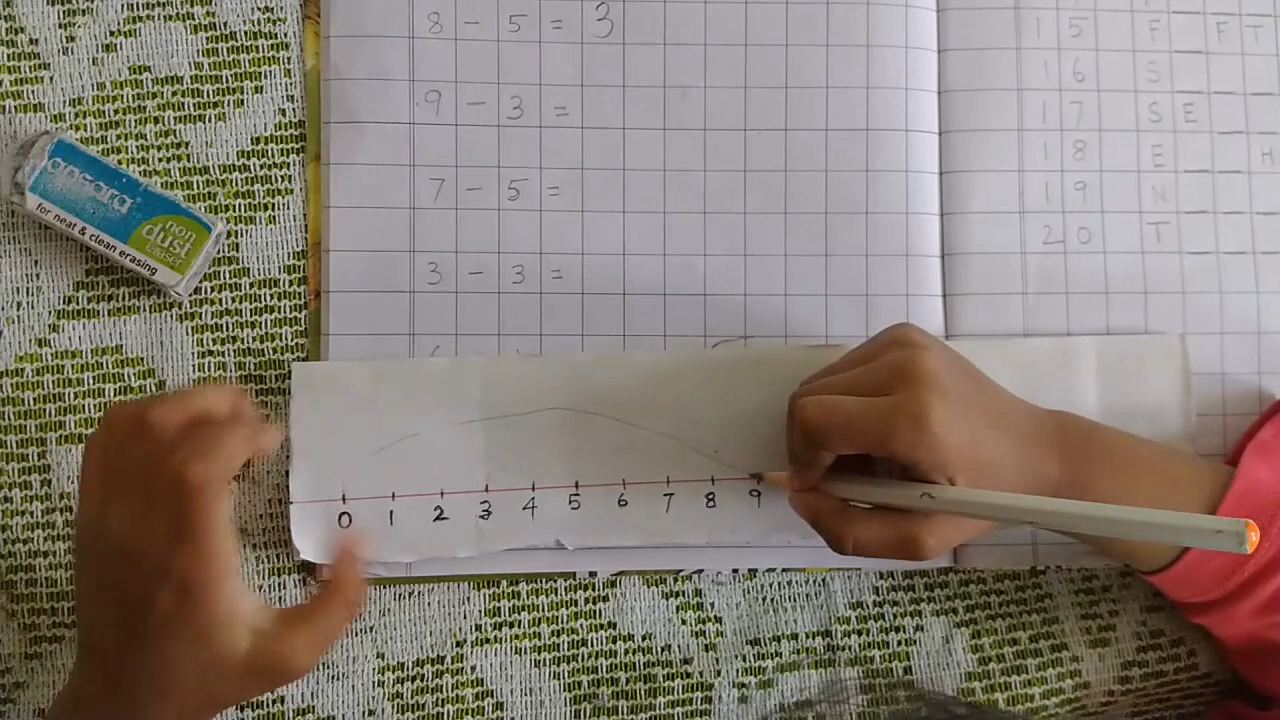 8 - 5 = 3
9 - 3 =
7 - 5 =
3 - 3 =
15 F _ F T
16 S _ _
17 S E _ _ _
18 E _ _ H
19 N _ _ _
20 T _ _ _
apsara
non
dust
eraser
for neat & clean erasing
0 1 2 3 4 5 6 7 8 9